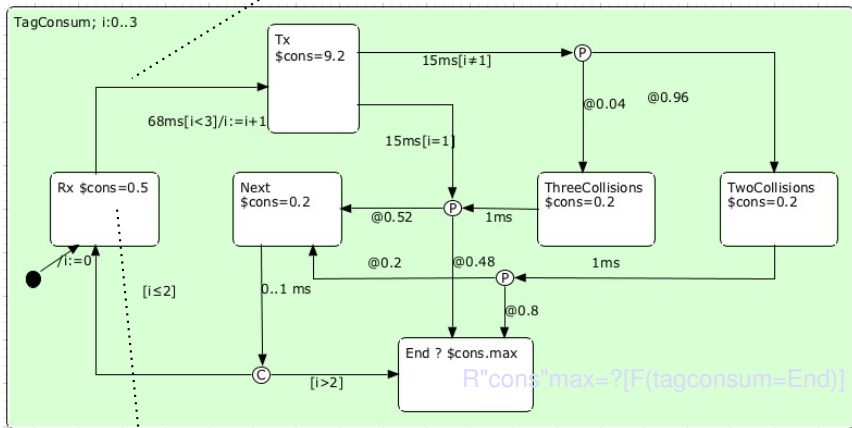 TagConsum; i:0..3
Tx
$cons=9.2
15ms[i≠1]
P
@0.04
@0.96
68ms[i<3]/i:=i+1
15ms[i=1]
Rx $cons=0.5
Next
$cons=0.2
ThreeCollisions
$cons=0.2
TwoCollisions
$cons=0.2
P
@0.52
1ms
/i:=0
[i≤2]
0..1 ms
@0.2
@0.48
P
1ms
@0.8
End ? $cons.max
C
[i>2]
R"cons"max=?[F(tagconsum=End)]